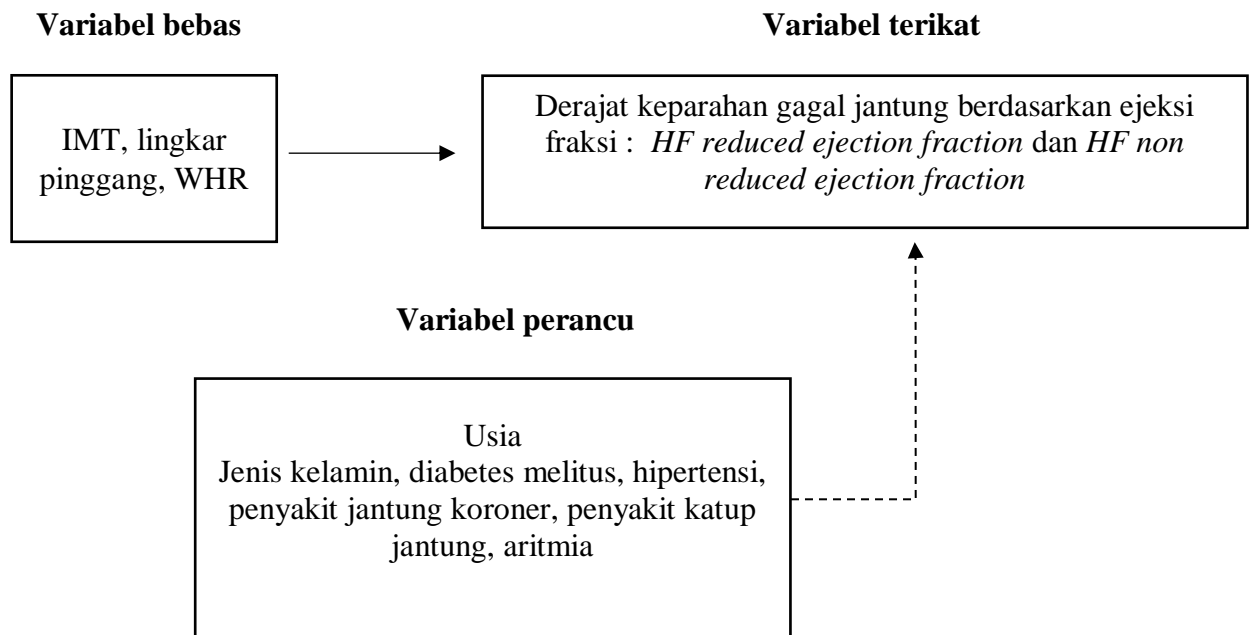 Variabel bebas
Variabel terikat
IMT, lingkar
pinggang, WHR
Derajat keparahan gagal jantung berdasarkan ejeksi
fraksi : HF reduced ejection fraction dan HF non
reduced ejection fraction
Variabel perancu
Usia
Jenis kelamin, diabetes melitus, hipertensi,
penyakit jantung koroner, penyakit katup
jantung, aritmia